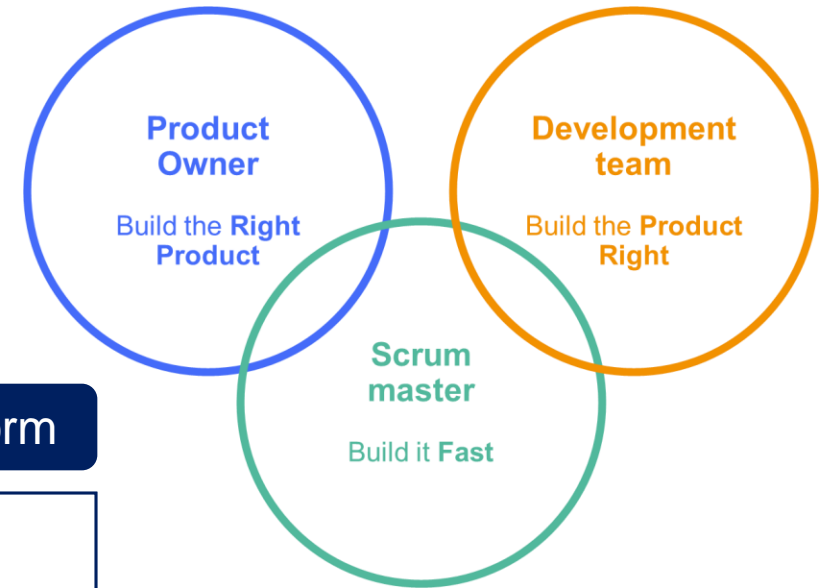 Product
Owner
Build the Right
Product
Development
team
Build the Product
Right
Scrum
master
Build it Fast